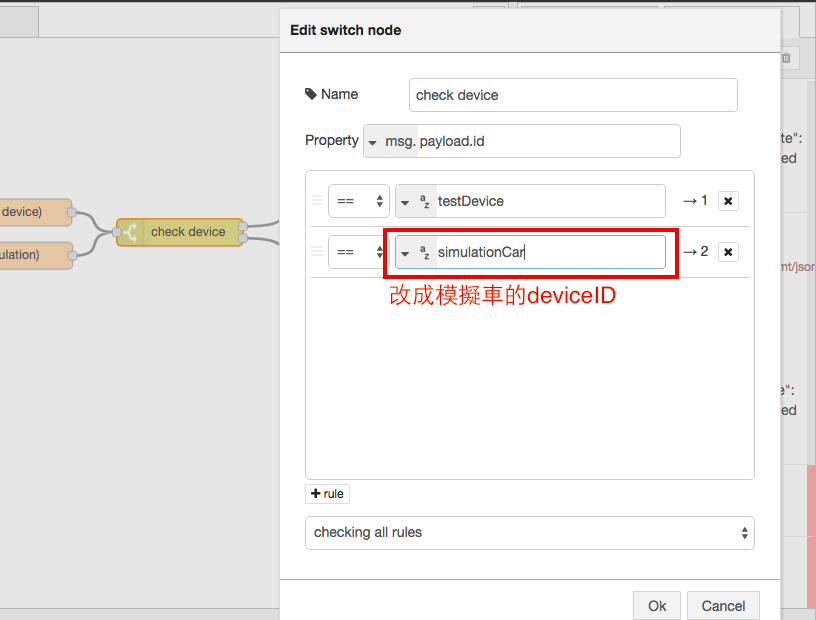 Edit switch node
Name
check device
Property
msg. payload.id
== a z testDevice → 1
== a z simulationCar → 2
改成模擬車的deviceID
device)
check device
ulation)
+ rule
checking all rules
Ok
Cancel
te":
ed
nt/jsor
e":
ed